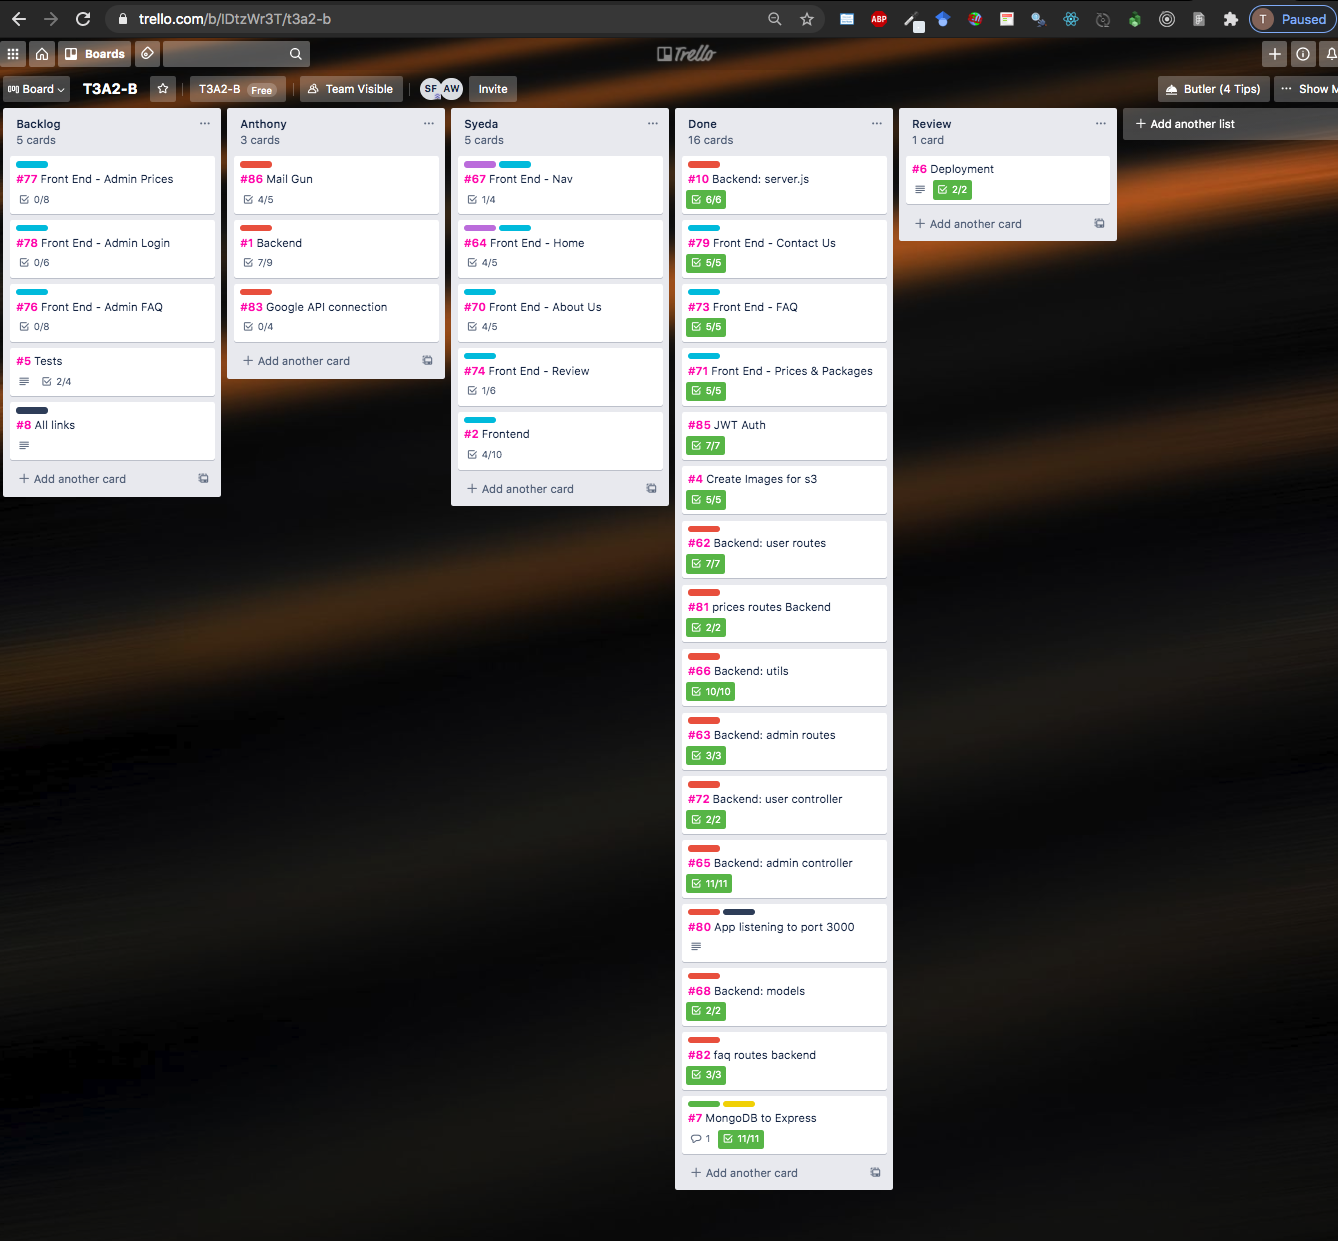 trello.com/b/lDtzWr3T/t3a2-b
ABP
T
Paused
Boards
Trello
Board
T3A2-B
T3A2-B Free
Team Visible
SF
AW
Invite
Butler (4 Tips)
Show M
Backlog
5 cards
#77 Front End - Admin Prices
0/8
#78 Front End - Admin Login
0/6
#76 Front End - Admin FAQ
0/8
#5 Tests
2/4
#8 All links
+ Add another card
Anthony
3 cards
#86 Mail Gun
4/5
#1 Backend
7/9
#83 Google API connection
0/4
+ Add another card
Syeda
5 cards
#67 Front End - Nav
1/4
#64 Front End - Home
4/5
#70 Front End - About Us
4/5
#74 Front End - Review
1/6
#2 Frontend
4/10
+ Add another card
Done
16 cards
#10 Backend: server.js
6/6
#79 Front End - Contact Us
5/5
#73 Front End - FAQ
5/5
#71 Front End - Prices & Packages
5/5
#85 JWT Auth
7/7
#4 Create Images for s3
5/5
#62 Backend: user routes
7/7
#81 prices routes Backend
2/2
#66 Backend: utils
10/10
#63 Backend: admin routes
3/3
#72 Backend: user controller
2/2
#65 Backend: admin controller
11/11
#80 App listening to port 3000
#68 Backend: models
2/2
#82 faq routes backend
3/3
#7 MongoDB to Express
1
11/11
+ Add another card
Review
1 card
#6 Deployment
2/2
+ Add another card
+ Add another list